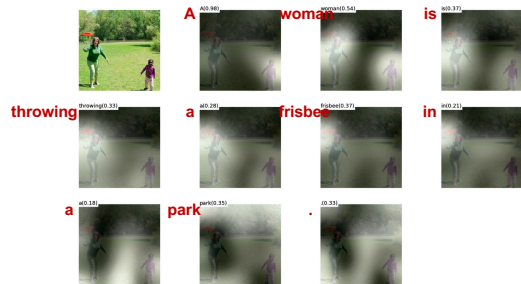 A woman is
A(0.98) woman(0.54) is(0.37)
throwing a frisbee in
throwing(0.33) a(0.28) frisbee(0.37) in(0.21)
a park .
a(0.18) park(0.35) .(0.33)